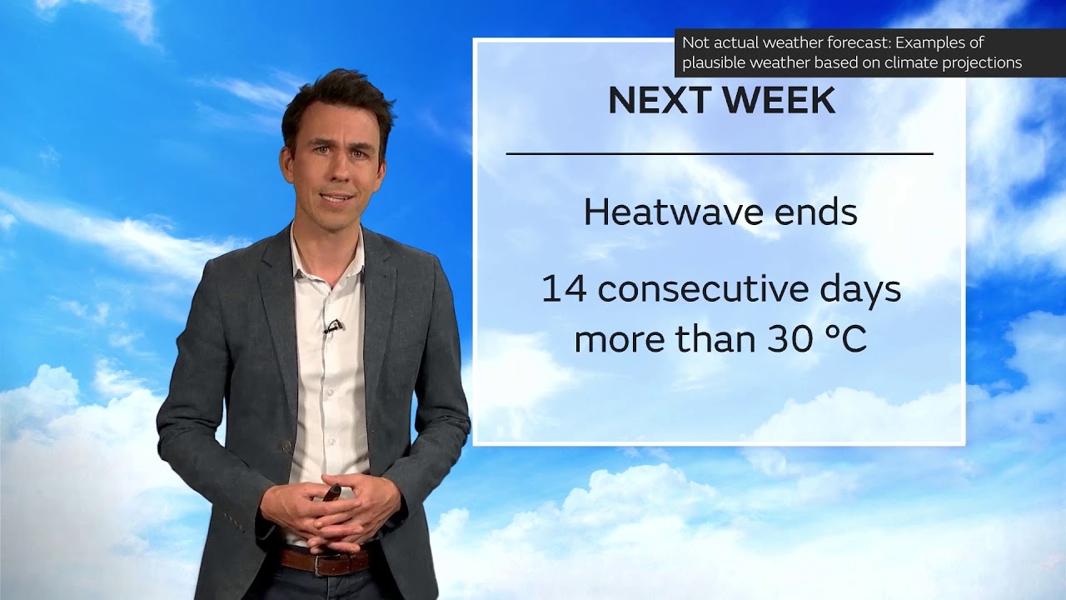 Not actual weather forecast: Examples of
plausible weather based on climate projections
NEXT WEEK
Heatwave ends
14 consecutive days
more than 30 °C